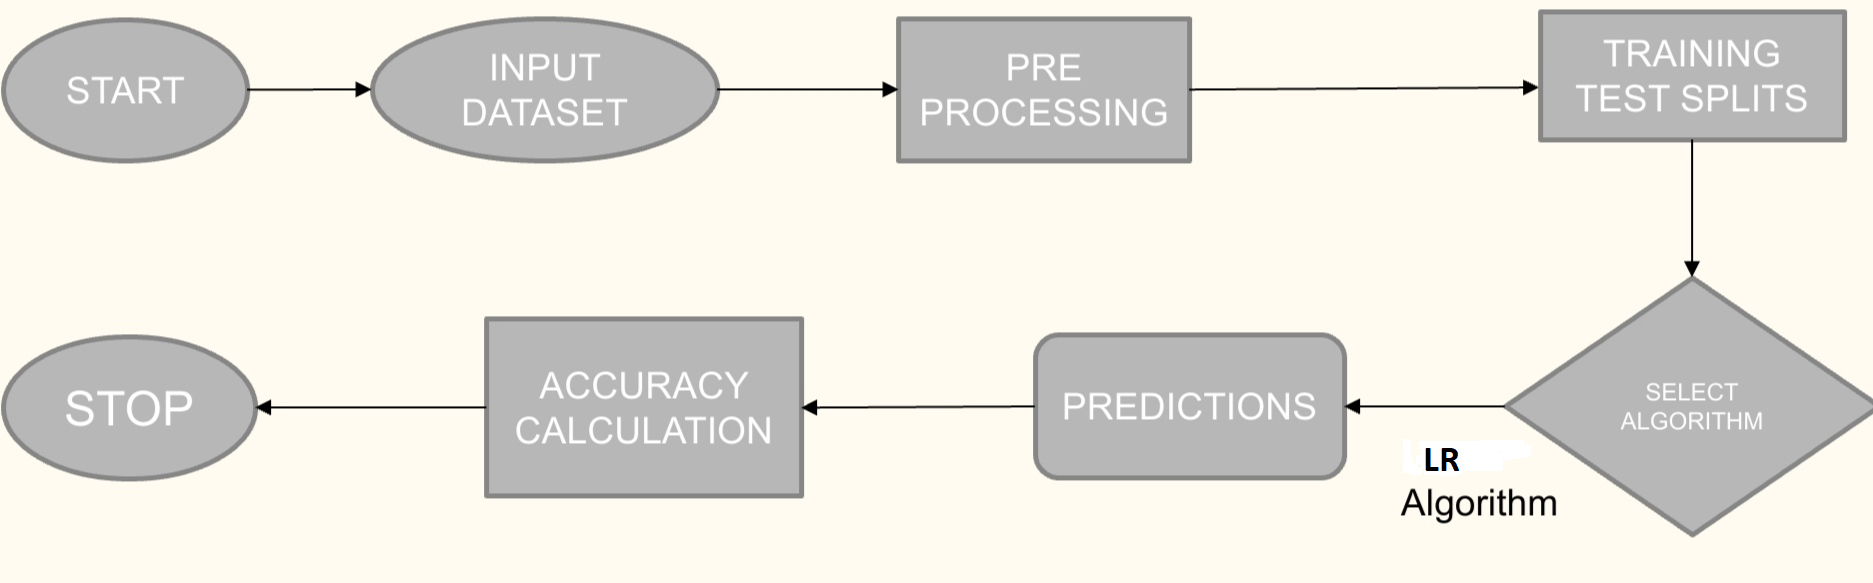 START
INPUT
DATASET
PRE
PROCESSING
TRAINING
TEST SPLITS
SELECT
ALGORITHM
LR
Algorithm
PREDICTIONS
ACCURACY
CALCULATION
STOP